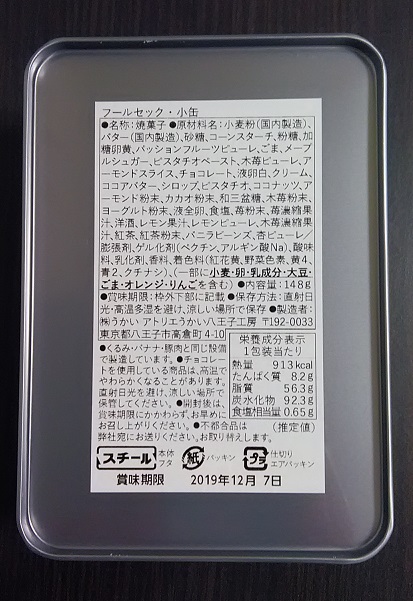 フールセック・小缶
●名称:焼菓子 ●原材料名:小麦粉(国内製造)、
バター(国内製造)、砂糖、コーンスターチ、粉糖、加
糖卵黄、パッションフルーツピューレ、ごま、メープ
ルシュガー、ピスタチオペースト、木苺ピューレ、ア
ーモンドスライス、チョコレート、液卵白、クリーム、
ココアバター、シロップ、ピスタチオ、ココナッツ、ア
ーモンド粉末、カカオ粉末、和三盆糖、木苺粉末、
ヨーグルト粉末、液全卵、食塩、苺粉末、苺濃縮果
汁、洋酒、レモン果汁、レモンピューレ、木苺濃縮果
汁、紅茶、紅茶粉末、バニラビーンズ、杏ピューレ/
膨張剤、ゲル化剤(ペクチン、アルギン酸Na)、酸味
料、乳化剤、香料、着色料(紅花黄、野菜色素、黄4、
青2、クチナシ)、(一部に小麦・卵・乳成分・大豆・
ごま・オレンジ・りんごを含む) ●内容量:148g
●賞味期限:枠外下部に記載 ●保存方法:直射日
光・高温多湿を避け、涼しい場所で保存 ●製造者:
㈱うかい アトリエうかい八王子工房 〒192-0033
東京都八王子市高倉町4-10
●くるみ・バナナ・豚肉と同じ設備
で製造しています。●チョコレー
トを使用している商品は、高温で
やわらかくなることがあります。
直射日光を避け、涼しい場所で
保管してください。●開封後は、
賞味期限にかかわらず、お早めに
お召し上がりください。●不都合品は
弊社宛にお送りください。お取替えします。
栄養成分表示
1包装当たり
熱量 913kcal
たんぱく質 8.2g
脂質 56.3g
炭水化物 92.3g
食塩相当量 0.65g
(推定値)
スチール 本体 フタ
紙 パッキン
プラ 仕切り エアパッキン
賞味期限 2019年12月 7日